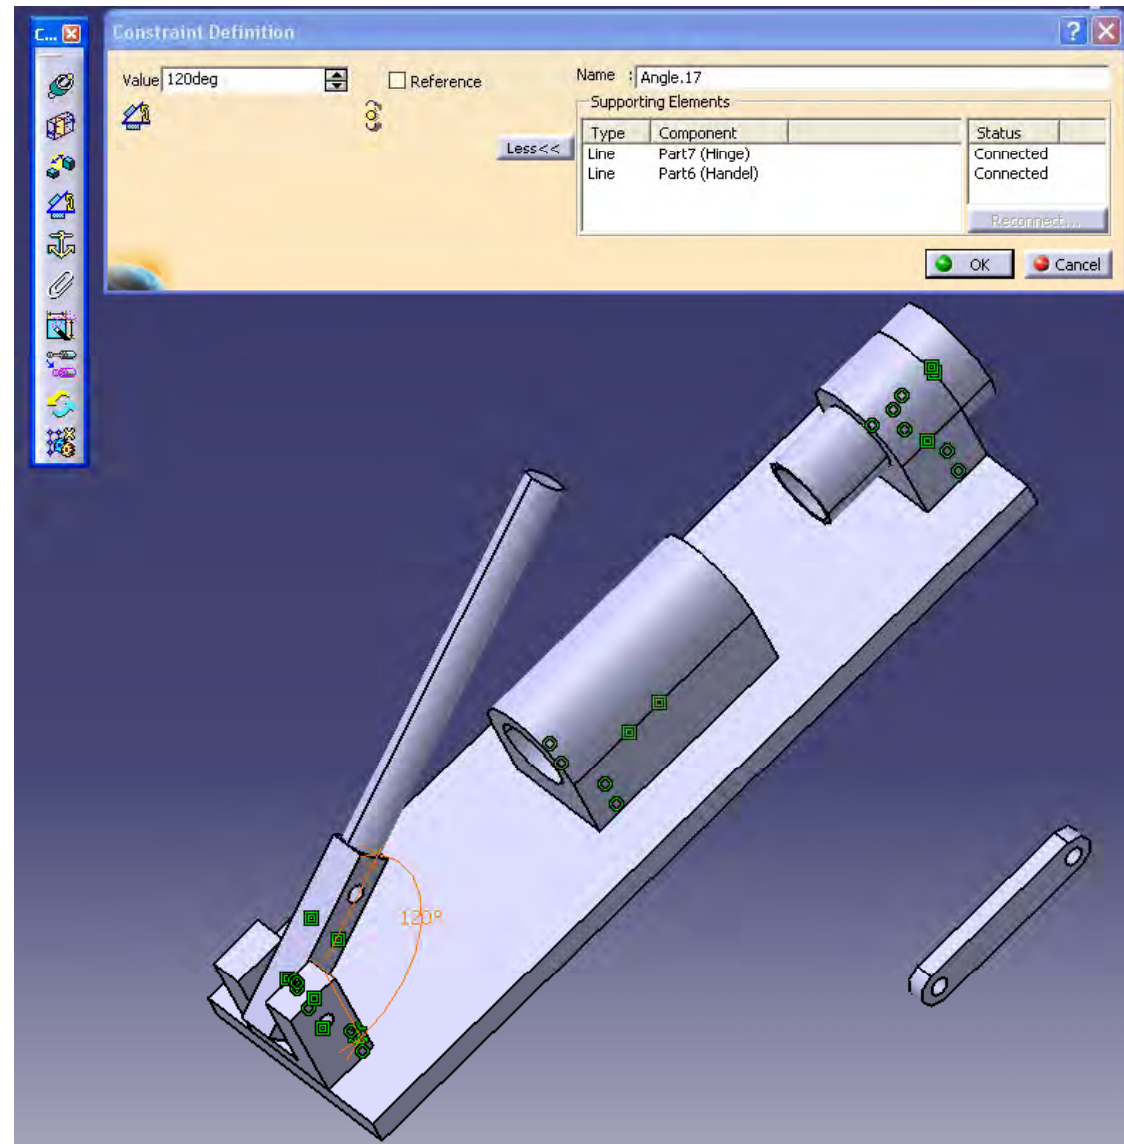 C...
Constraint Definition
Value 120deg
Reference
Name : Angle.17
Supporting Elements
Type Component Status
Line Part7 (Hinge) Connected
Line Part6 (Handel) Connected
Less<<
Reconnect...
OK Cancel
120°